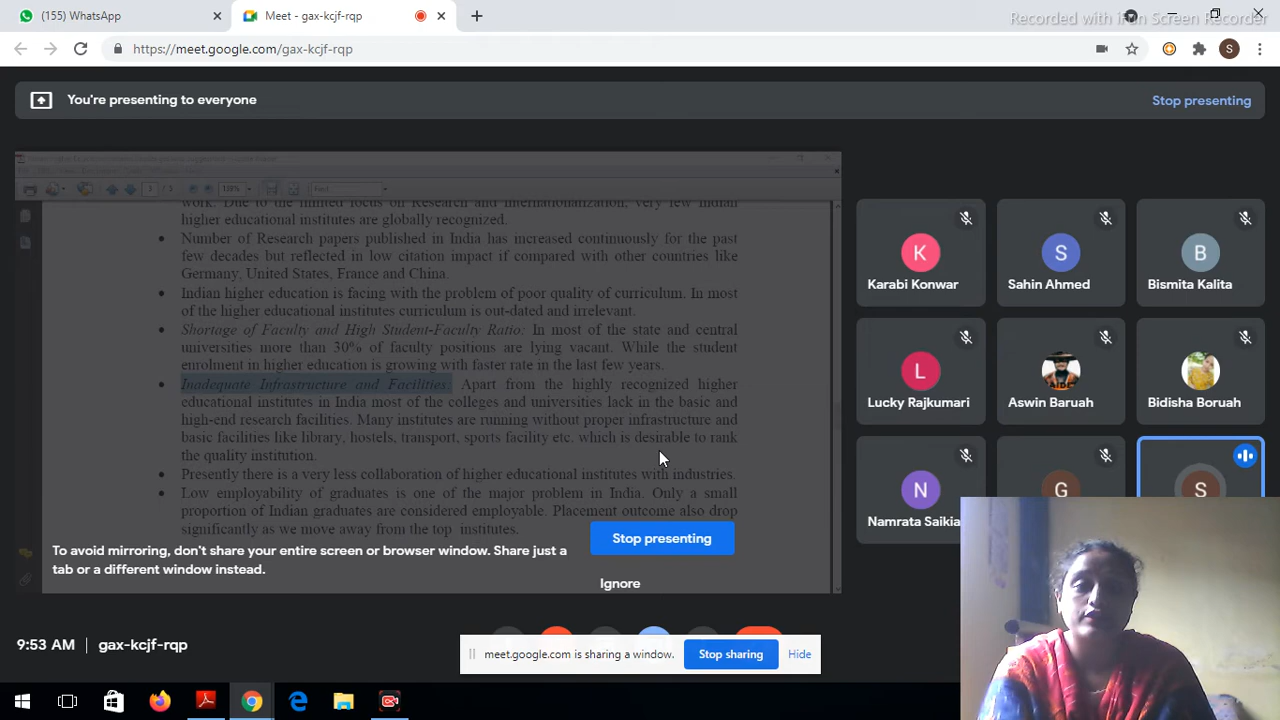 (155) WhatsApp
Meet - gax-kcjf-rqp
Recorded with iFun Screen Recorder
https://meet.google.com/gax-kcjf-rqp
S
You're presenting to everyone
Stop presenting
work. Due to the limited focus on Research and Internationalization, very few Indian
higher educational institutes are globally recognized.
• Number of Research papers published in India has increased continuously for the past
few decades but reflected in low citation impact if compared with other countries like
Germany, United States, France and China.
• Indian higher education is facing with the problem of poor quality of curriculum. In most
of the higher educational institutes curriculum is out-dated and irrelevant.
• Shortage of Faculty and High Student-Faculty Ratio: In most of the state and central
universities more than 30% of faculty positions are lying vacant. While the student
enrolment in higher education is growing with faster rate in the last few years.
• Inadequate Infrastructure and Facilities: Apart from the highly recognized higher
educational institutes in India most of the colleges and universities lack in the basic and
high-end research facilities. Many institutes are running without proper infrastructure and
basic facilities like library, hostels, transport, sports facility etc. which is desirable to rank
the quality institution.
• Presently there is a very less collaboration of higher educational institutes with industries.
• Low employability of graduates is one of the major problem in India. Only a small
proportion of Indian graduates are considered employable. Placement outcome also drop
significantly as we move away from the top institutes.
To avoid mirroring, don't share your entire screen or browser window. Share just a
tab or a different window instead.
Stop presenting
Ignore
K
Karabi Konwar
S
Sahin Ahmed
B
Bismita Kalita
L
Lucky Rajkumari
Aswin Baruah
Bidisha Boruah
N
Namrata Saikia
G
S
9:53 AM | gax-kcjf-rqp
meet.google.com is sharing a window.
Stop sharing
Hide